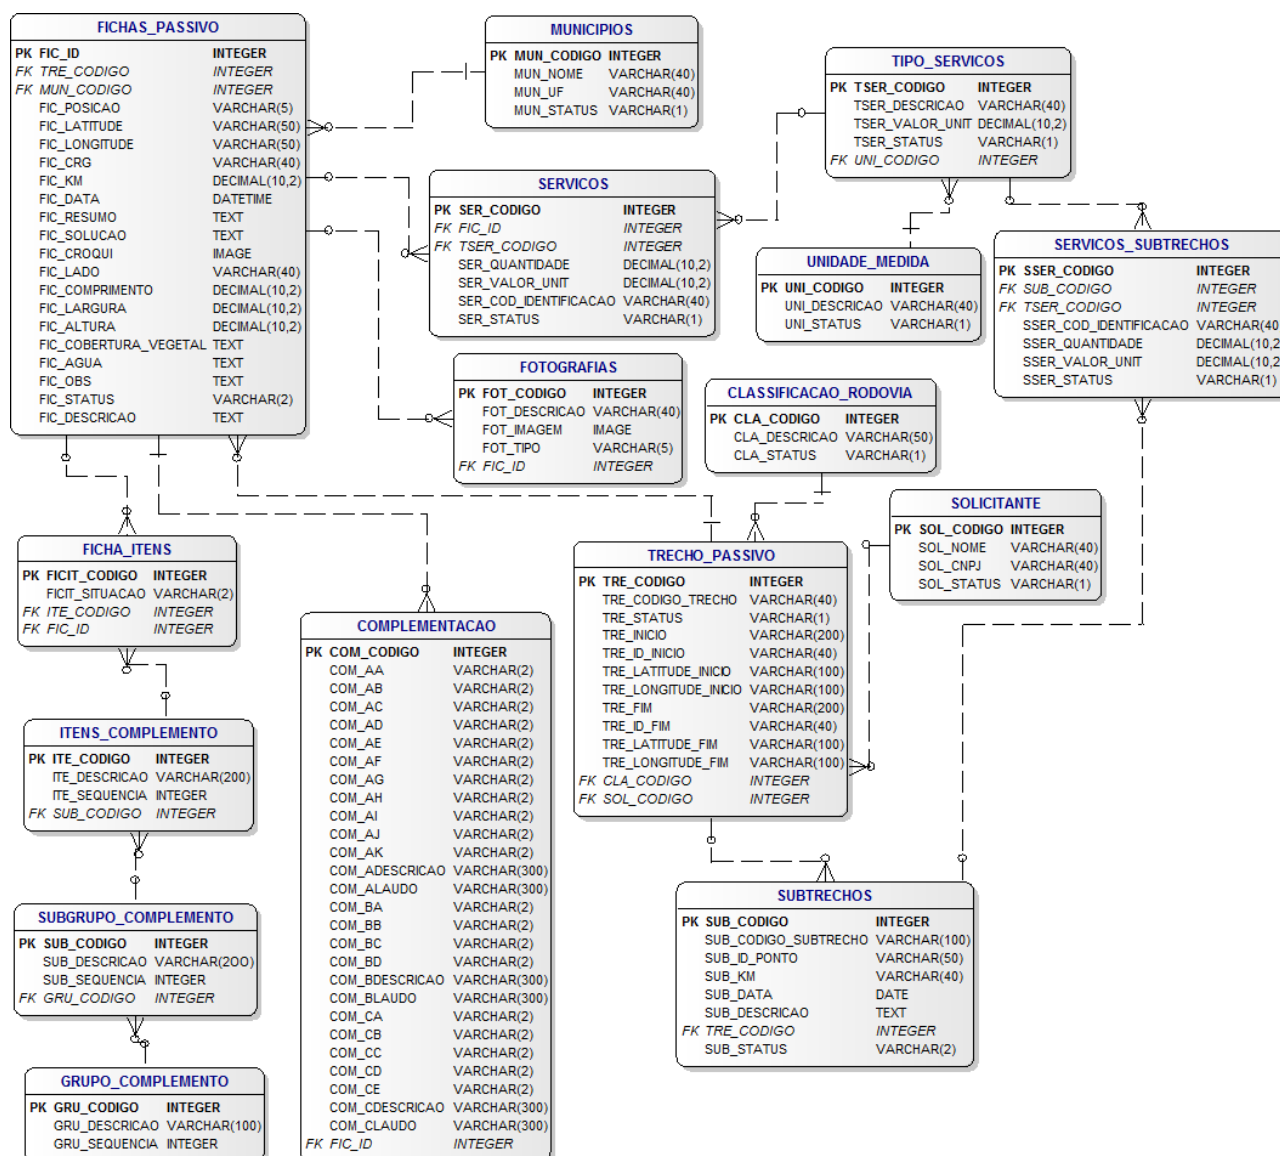 FICHAS_PASSIVO
PK FIC_ID INTEGER
FK TRE_CODIGO INTEGER
FK MUN_CODIGO INTEGER
FIC_POSICAO VARCHAR(5)
FIC_LATITUDE VARCHAR(50)
FIC_LONGITUDE VARCHAR(50)
FIC_CRG VARCHAR(40)
FIC_KM DECIMAL(10,2)
FIC_DATA DATETIME
FIC_RESUMO TEXT
FIC_SOLUCAO TEXT
FIC_CROQUI IMAGE
FIC_LADO VARCHAR(40)
FIC_COMPRIMENTO DECIMAL(10,2)
FIC_LARGURA DECIMAL(10,2)
FIC_ALTURA DECIMAL(10,2)
FIC_COBERTURA_VEGETAL TEXT
FIC_AGUA TEXT
FIC_OBS TEXT
FIC_STATUS VARCHAR(2)
FIC_DESCRICAO TEXT
MUNICIPIOS
PK MUN_CODIGO INTEGER
MUN_NOME VARCHAR(40)
MUN_UF VARCHAR(40)
MUN_STATUS VARCHAR(1)
TIPO_SERVICOS
PK TSER_CODIGO INTEGER
TSER_DESCRICAO VARCHAR(40)
TSER_VALOR_UNIT DECIMAL(10,2)
TSER_STATUS VARCHAR(1)
FK UNI_CODIGO INTEGER
SERVICOS
PK SER_CODIGO INTEGER
FK FIC_ID INTEGER
FK TSER_CODIGO INTEGER
SER_QUANTIDADE DECIMAL(10,2)
SER_VALOR_UNIT DECIMAL(10,2)
SER_COD_IDENTIFICACAO VARCHAR(40)
SER_STATUS VARCHAR(1)
UNIDADE_MEDIDA
PK UNI_CODIGO INTEGER
UNI_DESCRICAO VARCHAR(40)
UNI_STATUS VARCHAR(1)
SERVICOS_SUBTRECHOS
PK SSER_CODIGO INTEGER
FK SUB_CODIGO INTEGER
FK TSER_CODIGO INTEGER
SSER_COD_IDENTIFICACAO VARCHAR(40
SSER_QUANTIDADE DECIMAL(10,2
SSER_VALOR_UNIT DECIMAL(10,2
SSER_STATUS VARCHAR(1)
FOTOGRAFIAS
PK FOT_CODIGO INTEGER
FOT_DESCRICAO VARCHAR(40)
FOT_IMAGEM IMAGE
FOT_TIPO VARCHAR(5)
FK FIC_ID INTEGER
CLASSIFICACAO_RODOVIA
PK CLA_CODIGO INTEGER
CLA_DESCRICAO VARCHAR(50)
CLA_STATUS VARCHAR(1)
SOLICITANTE
PK SOL_CODIGO INTEGER
SOL_NOME VARCHAR(40)
SOL_CNPJ VARCHAR(40)
SOL_STATUS VARCHAR(1)
FICHA_ITENS
PK FICIT_CODIGO INTEGER
FICIT_SITUACAO VARCHAR(2)
FK ITE_CODIGO INTEGER
FK FIC_ID INTEGER
TRECHO_PASSIVO
PK TRE_CODIGO INTEGER
TRE_CODIGO_TRECHO VARCHAR(40)
TRE_STATUS VARCHAR(1)
TRE_INICIO VARCHAR(200)
TRE_ID_INICIO VARCHAR(40)
TRE_LATITUDE_INICIO VARCHAR(100)
TRE_LONGITUDE_INICIO VARCHAR(100)
TRE_FIM VARCHAR(200)
TRE_ID_FIM VARCHAR(40)
TRE_LATITUDE_FIM VARCHAR(100)
TRE_LONGITUDE_FIM VARCHAR(100)
FK CLA_CODIGO INTEGER
FK SOL_CODIGO INTEGER
COMPLEMENTACAO
PK COM_CODIGO INTEGER
COM_AA VARCHAR(2)
COM_AB VARCHAR(2)
COM_AC VARCHAR(2)
COM_AD VARCHAR(2)
COM_AE VARCHAR(2)
COM_AF VARCHAR(2)
COM_AG VARCHAR(2)
COM_AH VARCHAR(2)
COM_AI VARCHAR(2)
COM_AJ VARCHAR(2)
COM_AK VARCHAR(2)
COM_ADESCRICAO VARCHAR(300)
COM_ALAUDO VARCHAR(300)
COM_BA VARCHAR(2)
COM_BB VARCHAR(2)
COM_BC VARCHAR(2)
COM_BD VARCHAR(2)
COM_BDESCRICAO VARCHAR(300)
COM_BLAUDO VARCHAR(300)
COM_CA VARCHAR(2)
COM_CB VARCHAR(2)
COM_CC VARCHAR(2)
COM_CD VARCHAR(2)
COM_CE VARCHAR(2)
COM_CDESCRICAO VARCHAR(300)
COM_CLAUDO VARCHAR(300)
FK FIC_ID INTEGER
ITENS_COMPLEMENTO
PK ITE_CODIGO INTEGER
ITE_DESCRICAO VARCHAR(200)
ITE_SEQUENCIA INTEGER
FK SUB_CODIGO INTEGER
SUBGRUPO_COMPLEMENTO
PK SUB_CODIGO INTEGER
SUB_DESCRICAO VARCHAR(2OO)
SUB_SEQUENCIA INTEGER
FK GRU_CODIGO INTEGER
SUBTRECHOS
PK SUB_CODIGO INTEGER
SUB_CODIGO_SUBTRECHO VARCHAR(100)
SUB_ID_PONTO VARCHAR(50)
SUB_KM VARCHAR(40)
SUB_DATA DATE
SUB_DESCRICAO TEXT
FK TRE_CODIGO INTEGER
SUB_STATUS VARCHAR(2)
GRUPO_COMPLEMENTO
PK GRU_CODIGO INTEGER
GRU_DESCRICAO VARCHAR(100)
GRU_SEQUENCIA INTEGER